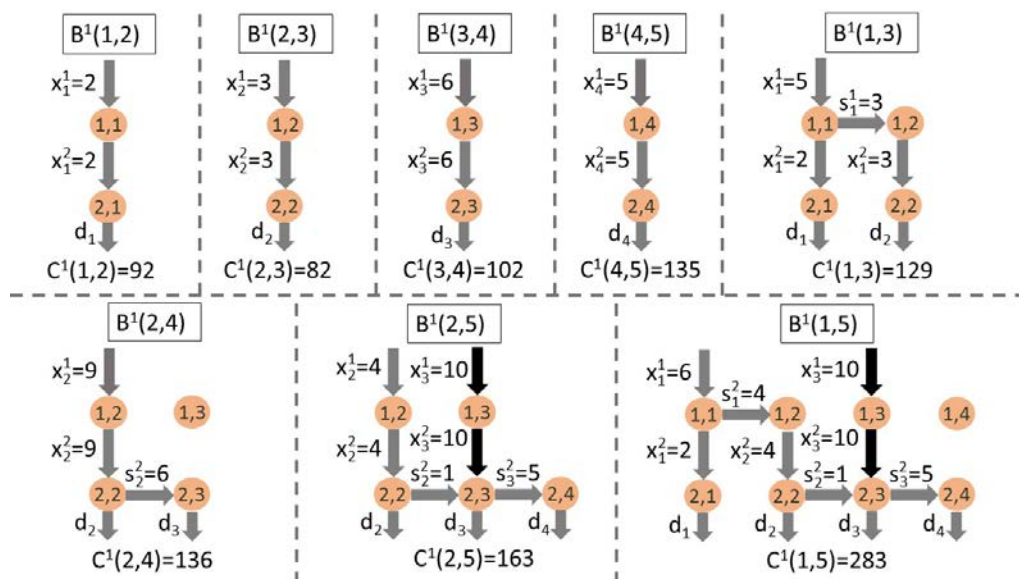 B¹(1,2)
x₁¹=2
1,1
x₁²=2
2,1
d₁
C¹(1,2)=92
B¹(2,3)
x₂¹=3
1,2
x₂²=3
2,2
d₂
C¹(2,3)=82
B¹(3,4)
x₃¹=6
1,3
x₃²=6
2,3
d₃
C¹(3,4)=102
B¹(4,5)
x₄¹=5
1,4
x₄²=5
2,4
d₄
C¹(4,5)=135
B¹(1,3)
x₁¹=5
s₁¹=3
1,1
1,2
x₁²=2
x₁²=3
2,1
2,2
d₁
d₂
C¹(1,3)=129
B¹(2,4)
x₂¹=9
1,2
1,3
x₂²=9
s₂²=6
2,2
2,3
d₂
d₃
C¹(2,4)=136
B¹(2,5)
x₂¹=4
x₃¹=10
1,2
1,3
x₂²=4
x₃²=10
s₂²=1
s₃²=5
2,2
2,3
2,4
d₂
d₃
d₄
C¹(2,5)=163
B¹(1,5)
x₁¹=6
x₃¹=10
s₁²=4
1,1
1,2
1,3
1,4
x₁²=2
x₂²=4
x₃²=10
s₂²=1
s₃²=5
2,1
2,2
2,3
2,4
d₁
d₂
d₃
d₄
C¹(1,5)=283